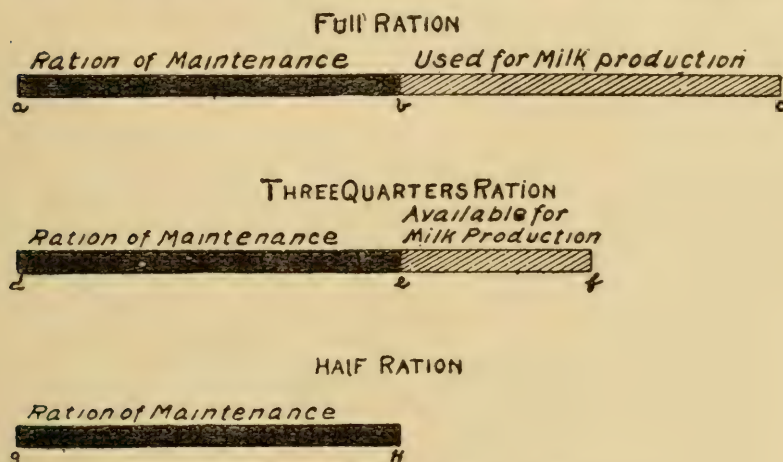 FULL RATION
Ration of Maintenance Used for Milk production
a b c
THREE QUARTERS RATION
Available for
Ration of Maintenance Milk Production
d e f
HALF RATION
Ration of Maintenance
g H